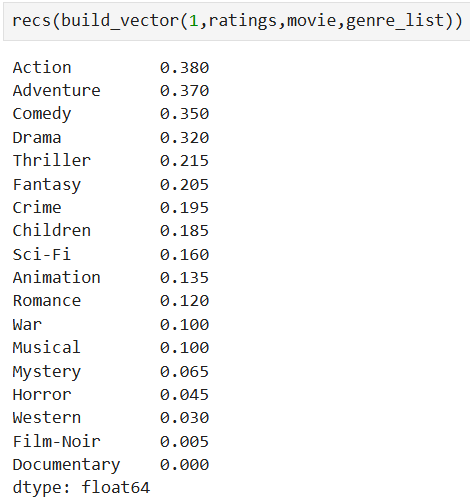 recs(build_vector(1,ratings,movie,genre_list))
Action 0.380
Adventure 0.370
Comedy 0.350
Drama 0.320
Thriller 0.215
Fantasy 0.205
Crime 0.195
Children 0.185
Sci-Fi 0.160
Animation 0.135
Romance 0.120
War 0.100
Musical 0.100
Mystery 0.065
Horror 0.045
Western 0.030
Film-Noir 0.005
Documentary 0.000
dtype: float64